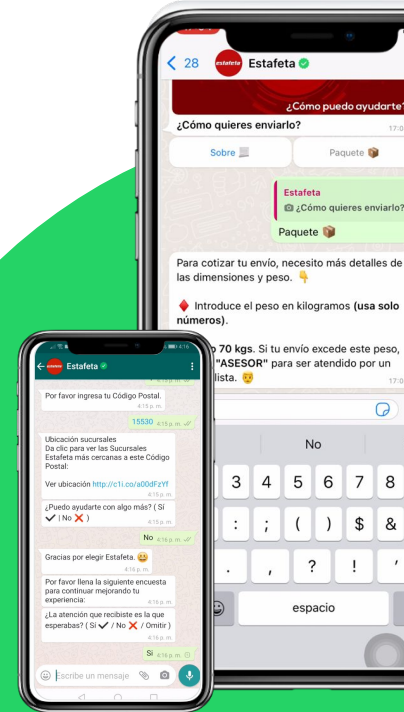 28
estafeta
Estafeta
¿Cómo puedo ayudarte?
¿Cómo quieres enviarlo?
Sobre
Paquete
Estafeta
¿Cómo quieres enviarlo?
Paquete
Para cotizar tu envío, necesito más detalles de
las dimensiones y peso.
Introduce el peso en kilogramos (usa solo
números).
70 kgs. Si tu envío excede este peso,
"ASESOR" para ser atendido por un
No
3 4 5 6 7 8
: ; ( ) $ &
. , ? ! '
espacio
4:16
estafeta
Estafeta
Por favor ingresa tu Código Postal.
4:15 p. m.
15530 4:15 p. m.
Ubicación sucursales
Da clic para ver las Sucursales
Estafeta más cercanas a este Código
Postal:
Ver ubicación http://c1i.co/a00dFzYf
4:15 p. m.
¿Puedo ayudarte con algo más? ( Sí
✔ | No ❌ )
4:15 p. m.
No 4:16 p. m.
Gracias por elegir Estafeta.
4:16 p. m.
Por favor llena la siguiente encuesta
para continuar mejorando tu
experiencia:
4:16 p. m.
¿La atención que recibiste es la que
esperabas? ( Sí ✔ / No ❌ / Omitir )
4:16 p. m.
Si 4:16 p. m.
Escribe un mensaje